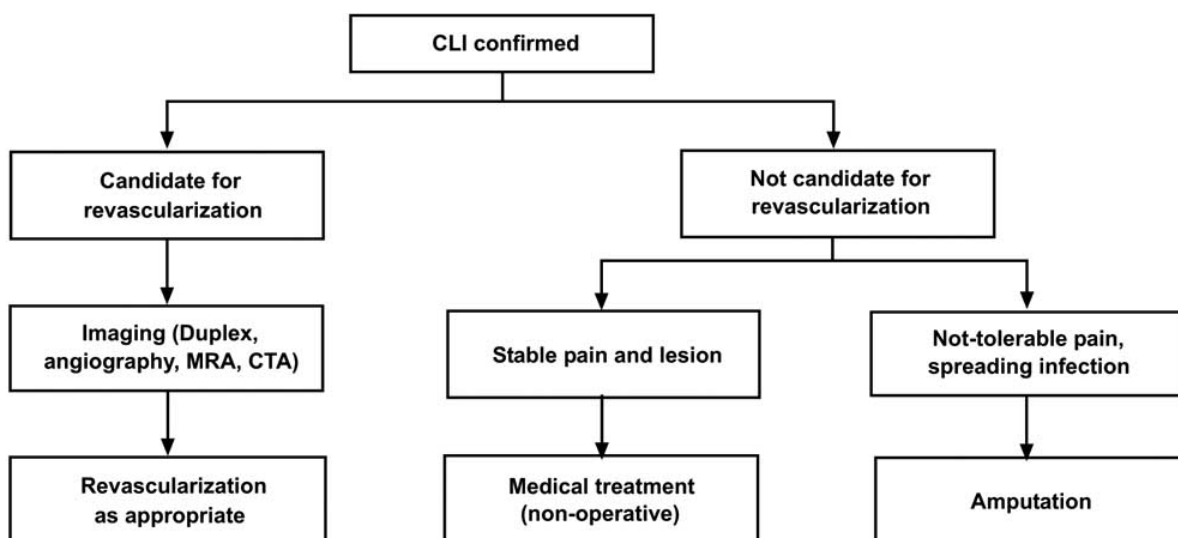 CLI confirmed
Candidate for
revascularization
Not candidate for
revascularization
Imaging (Duplex,
angiography, MRA, CTA)
Stable pain and lesion
Not-tolerable pain,
spreading infection
Revascularization
as appropriate
Medical treatment
(non-operative)
Amputation